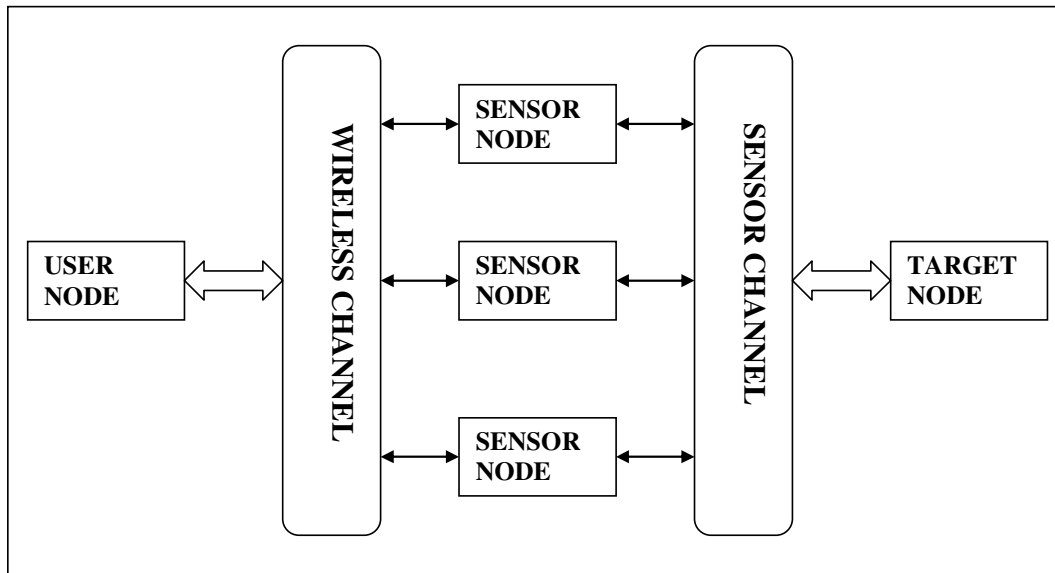 USER
NODE
WIRELESS CHANNEL
SENSOR
NODE
SENSOR
NODE
SENSOR
NODE
SENSOR CHANNEL
TARGET
NODE